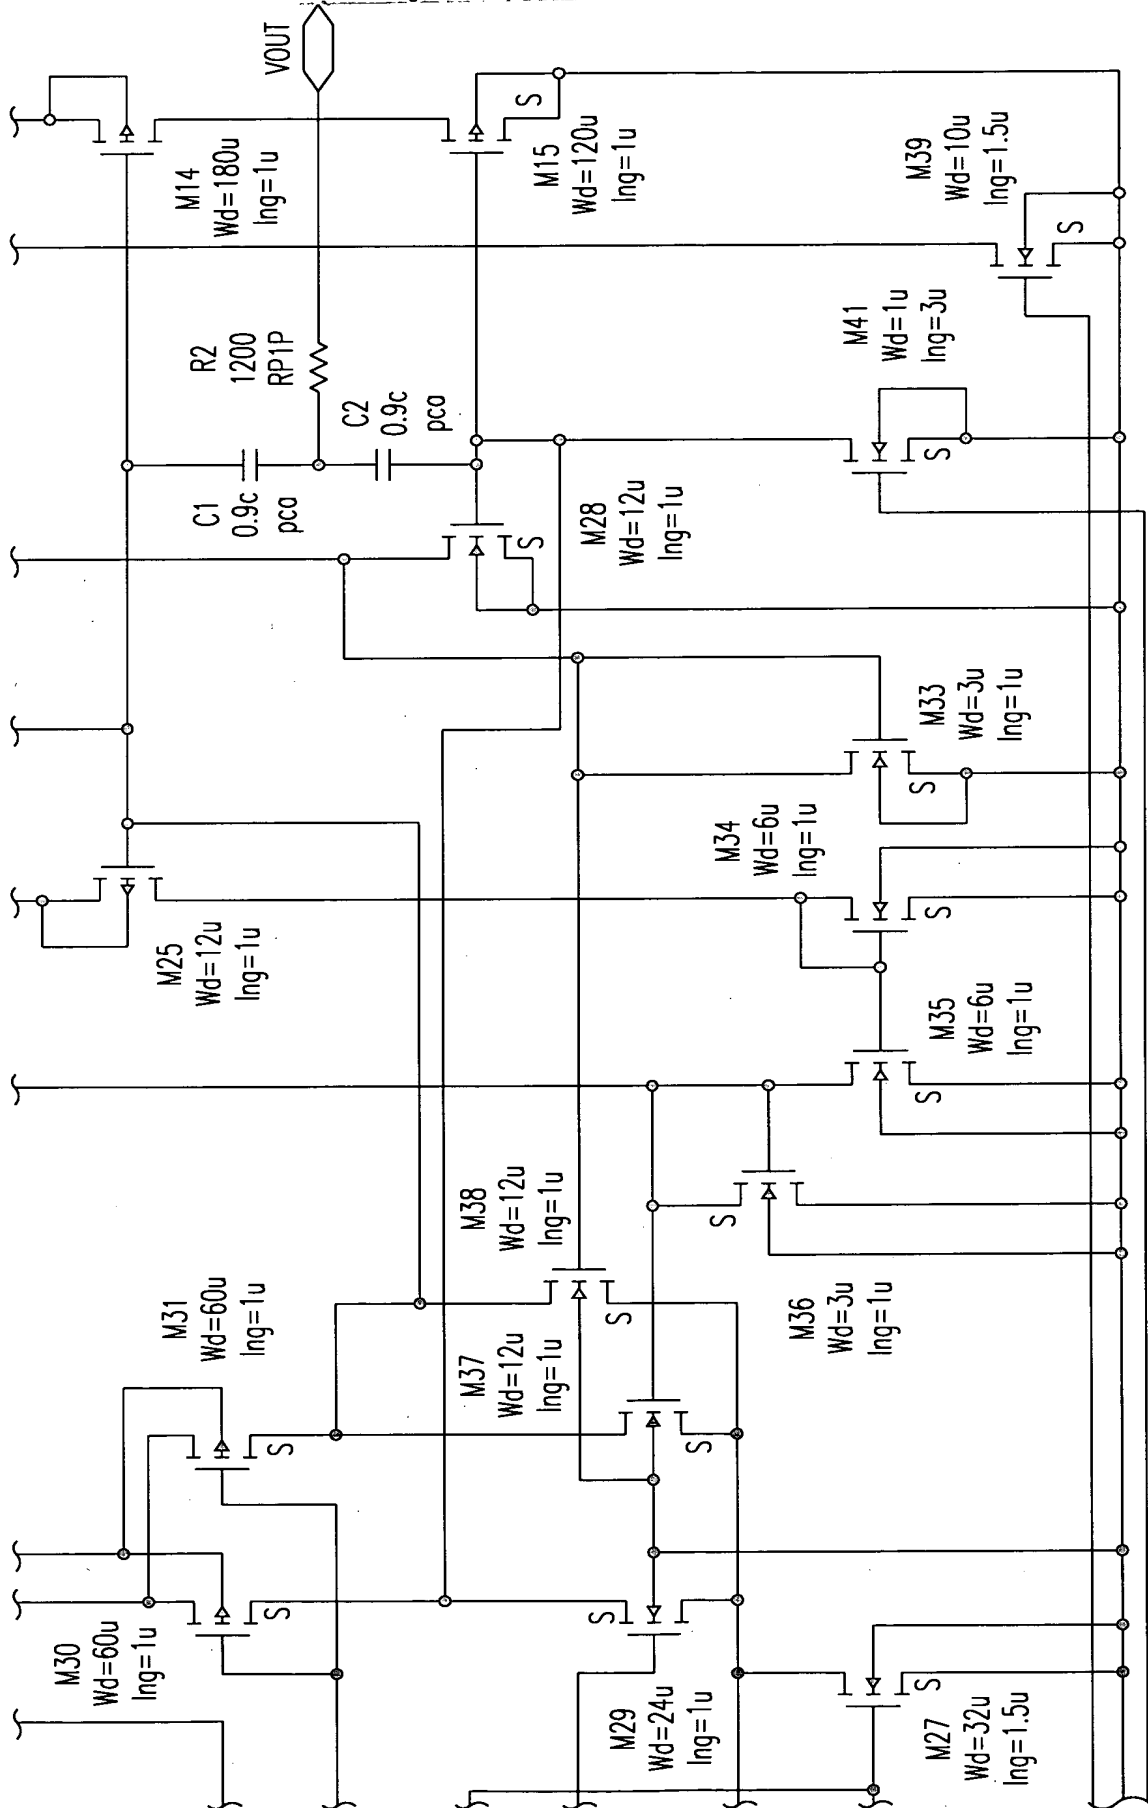 VOUT
M14
Wd=180u
lng=1u
S
M15
Wd=120u
lng=1u
M39
Wd=10u
lng=1.5u
S
R2
1200
RP1P
M41
Wd=1u
lng=3u
S
C1
0.9c
pca
C2
0.9c
pca
S
M28
Wd=12u
lng=1u
M33
Wd=3u
lng=1u
S
M34
Wd=6u
lng=1u
S
M25
Wd=12u
lng=1u
M35
Wd=6u
lng=1u
S
M38
Wd=12u
lng=1u
S
S
M36
Wd=3u
lng=1u
M31
Wd=60u
lng=1u
S
M37
Wd=12u
lng=1u
S
M30
Wd=60u
lng=1u
S
S
M29
Wd=24u
lng=1u
M27
Wd=32u
lng=1.5u
S